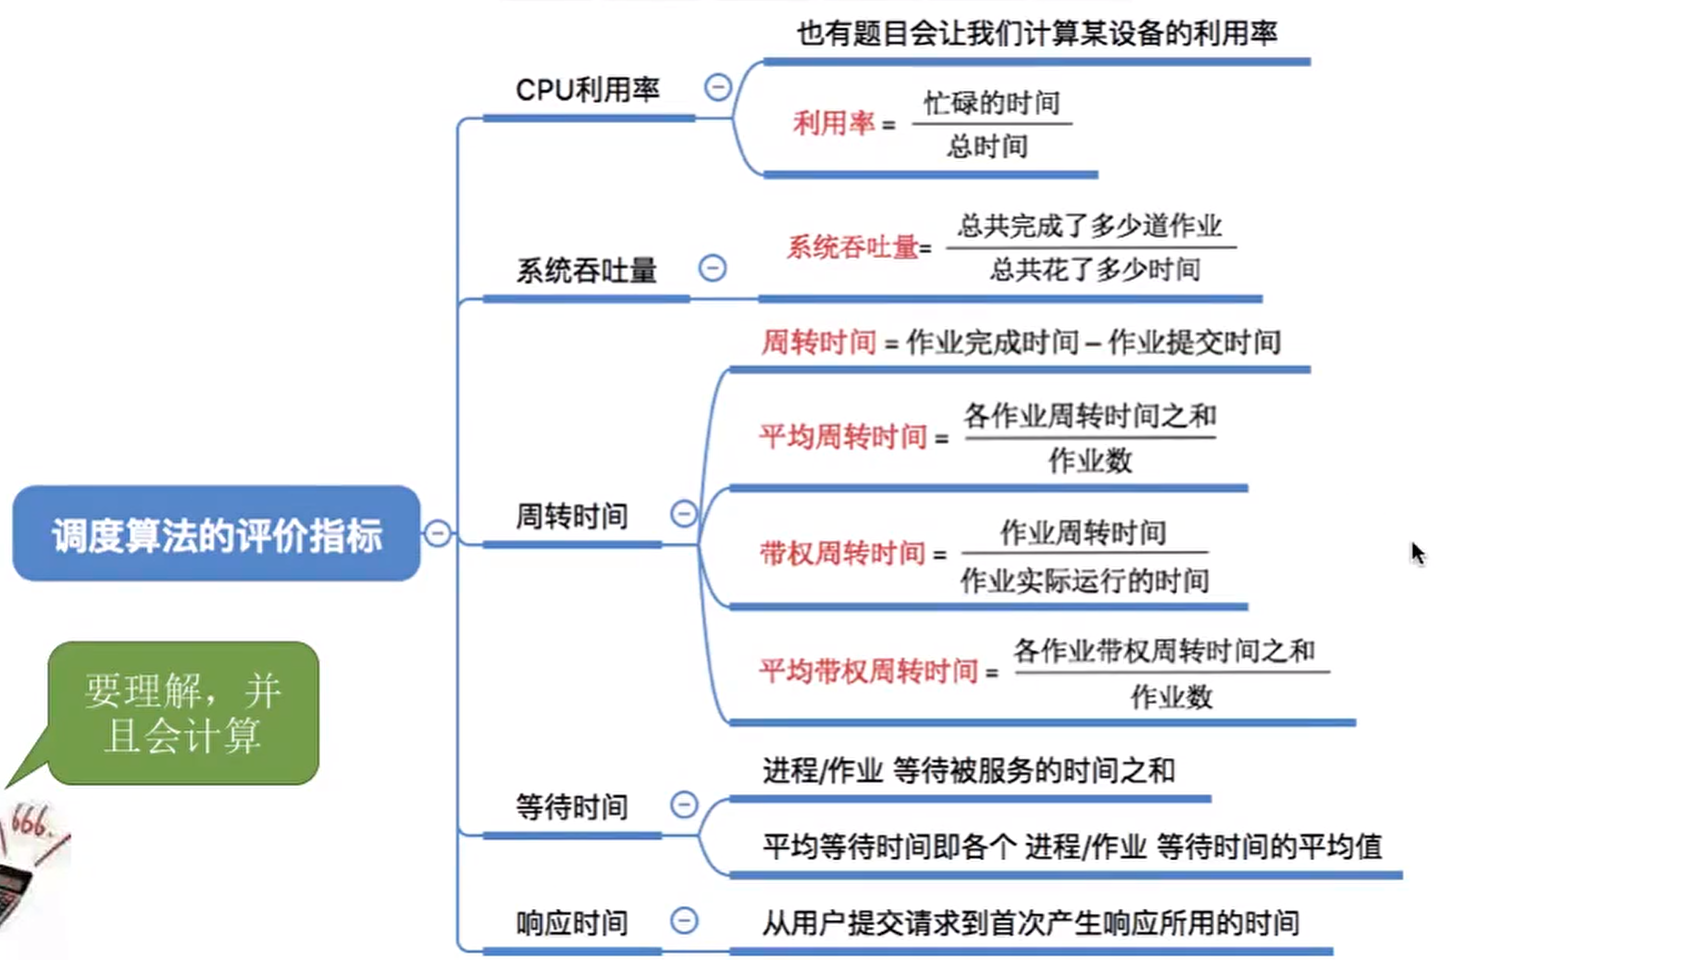 也有题目会让我们计算某设备的利用率
CPU利用率
利用率 = 忙碌的时间
总时间
系统吞吐量
系统吞吐量= 总共完成了多少道作业
总共花了多少时间
周转时间 = 作业完成时间 – 作业提交时间
平均周转时间 = 各作业周转时间之和
作业数
周转时间
带权周转时间 = 作业周转时间
作业实际运行的时间
平均带权周转时间 = 各作业带权周转时间之和
作业数
调度算法的评价指标
要理解，并
且会计算
666.
进程/作业 等待被服务的时间之和
等待时间
平均等待时间即各个 进程/作业 等待时间的平均值
响应时间
从用户提交请求到首次产生响应所用的时间